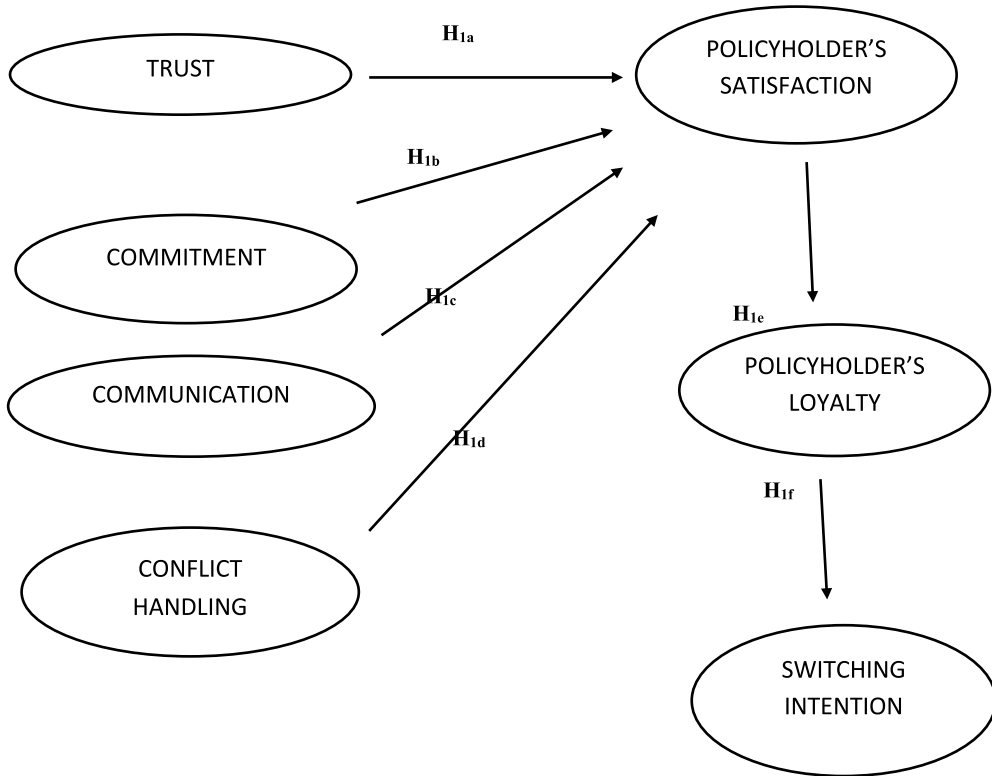 H1a
TRUST
POLICYHOLDER’S
SATISFACTION
H1b
COMMITMENT
H1c
H1e
COMMUNICATION
POLICYHOLDER’S
LOYALTY
H1d
H1f
CONFLICT
HANDLING
SWITCHING
INTENTION